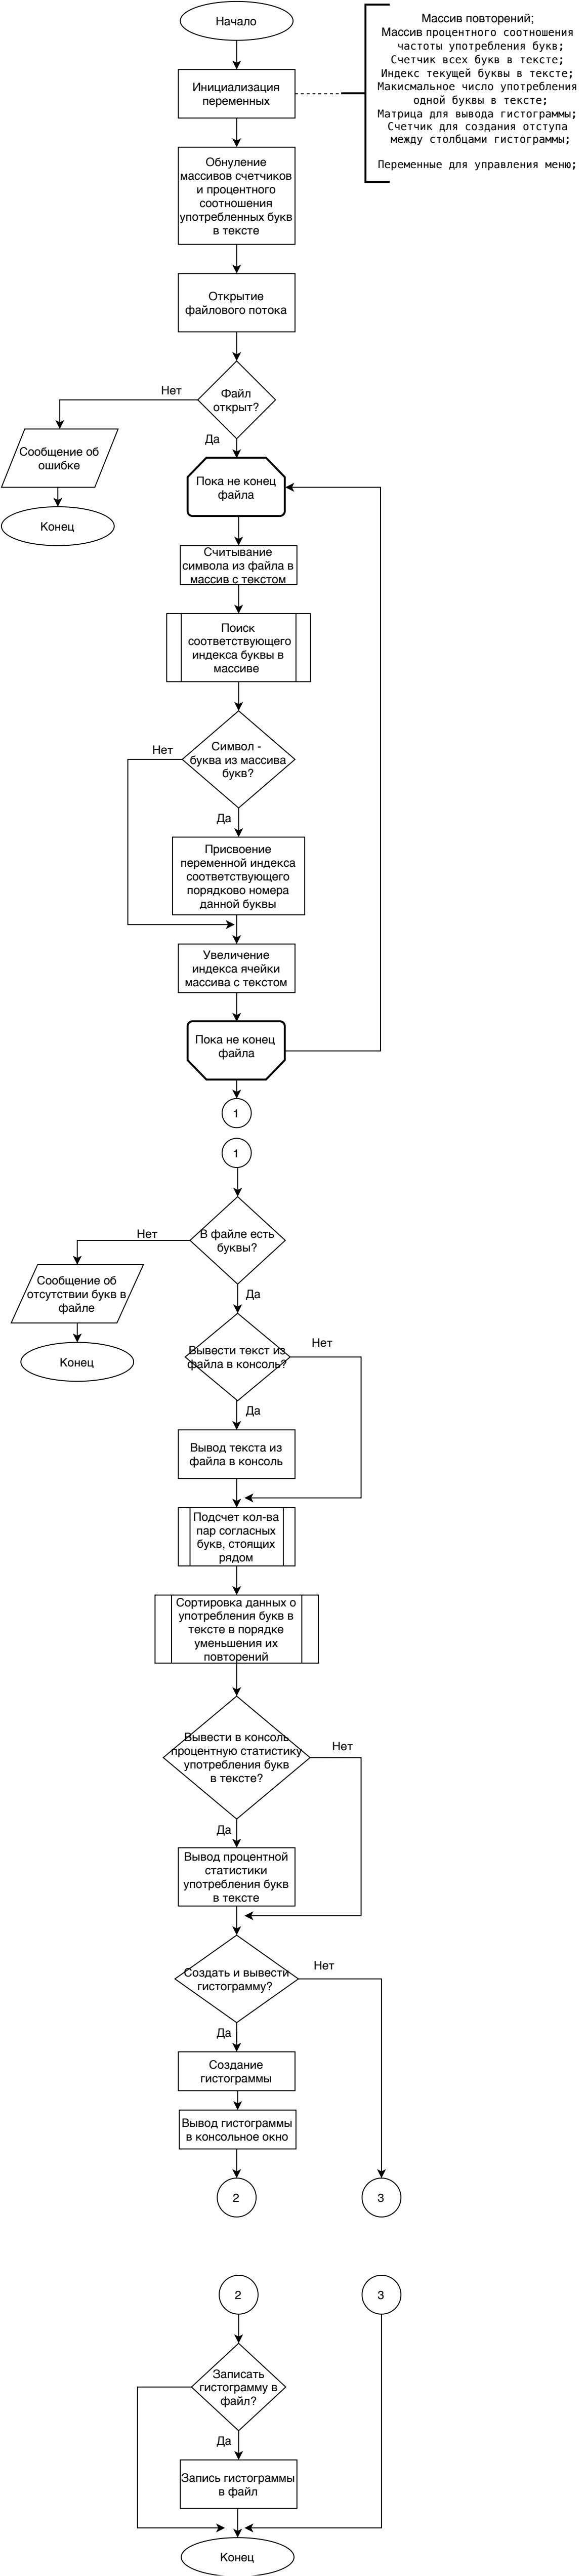 Начало
Массив повторений;
Массив процентного соотношения
частоты употребления букв;
Счетчик всех букв в тексте;
Индекс текущей буквы в тексте;
Макисмальное число употребления
одной буквы в тексте;
Матрица для вывода гистограммы;
Счетчик для создания отступа
между столбцами гистограммы;
Переменные для управления меню;
Инициализация
переменных
Обнуление
массивов счетчиков
и процентного
соотношения
употребленных букв
в тексте
Открытие
файлового потока
Файл
открыт?
Нет
Да
Сообщение об
ошибке
Конец
Пока не конец
файла
Считывание
символа из файла в
массив с текстом
Поиск
соответствующего
индекса буквы в
массиве
Символ -
буква из массива
букв?
Нет
Да
Присвоение
переменной индекса
соответствующего
порядково номера
данной буквы
Увеличение
индекса ячейки
массива с текстом
Пока не конец
файла
1
1
В файле есть
буквы?
Нет
Да
Сообщение об
отсутствии букв в
файле
Конец
Вывести текст из
файла в консоль?
Нет
Да
Вывод текста из
файла в консоль
Подсчет кол-ва
пар согласных
букв, стоящих
рядом
Сортировка данных о
употребления букв в
тексте в порядке
уменьшения их
повторений
Вывести в консоль
процентную статистику
употребления букв
в тексте?
Нет
Да
Вывод процентной
статистики
употребления букв
в тексте
Создать и вывести
гистограмму?
Нет
Да
Создание
гистограммы
Вывод гистограммы
в консольное окно
2
3
2
3
Записать
гистограмму в
файл?
Да
Запись гистограммы
в файл
Конец